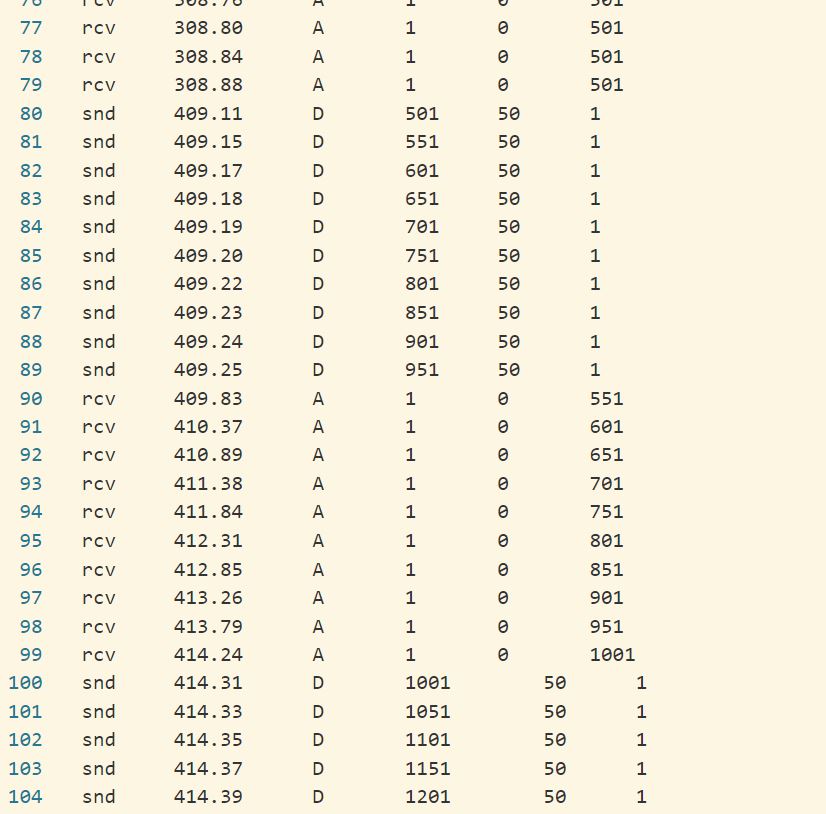 76 rcv 308.76 A 1 0 501
77 rcv 308.80 A 1 0 501
78 rcv 308.84 A 1 0 501
79 rcv 308.88 A 1 0 501
80 snd 409.11 D 501 50 1
81 snd 409.15 D 551 50 1
82 snd 409.17 D 601 50 1
83 snd 409.18 D 651 50 1
84 snd 409.19 D 701 50 1
85 snd 409.20 D 751 50 1
86 snd 409.22 D 801 50 1
87 snd 409.23 D 851 50 1
88 snd 409.24 D 901 50 1
89 snd 409.25 D 951 50 1
90 rcv 409.83 A 1 0 551
91 rcv 410.37 A 1 0 601
92 rcv 410.89 A 1 0 651
93 rcv 411.38 A 1 0 701
94 rcv 411.84 A 1 0 751
95 rcv 412.31 A 1 0 801
96 rcv 412.85 A 1 0 851
97 rcv 413.26 A 1 0 901
98 rcv 413.79 A 1 0 951
99 rcv 414.24 A 1 0 1001
100 snd 414.31 D 1001 50 1
101 snd 414.33 D 1051 50 1
102 snd 414.35 D 1101 50 1
103 snd 414.37 D 1151 50 1
104 snd 414.39 D 1201 50 1